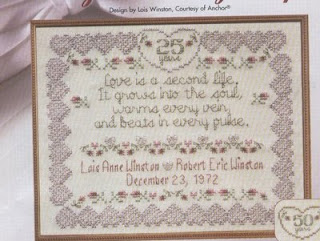 Design by Lois Winston, Courtesy of Anchor®
25
years
Love is a second life,
It grows into the soul,
warms every vein,
and beats in every pulse.
Lois Anne Winston Robert Eric Winston
December 23, 1972
50
years